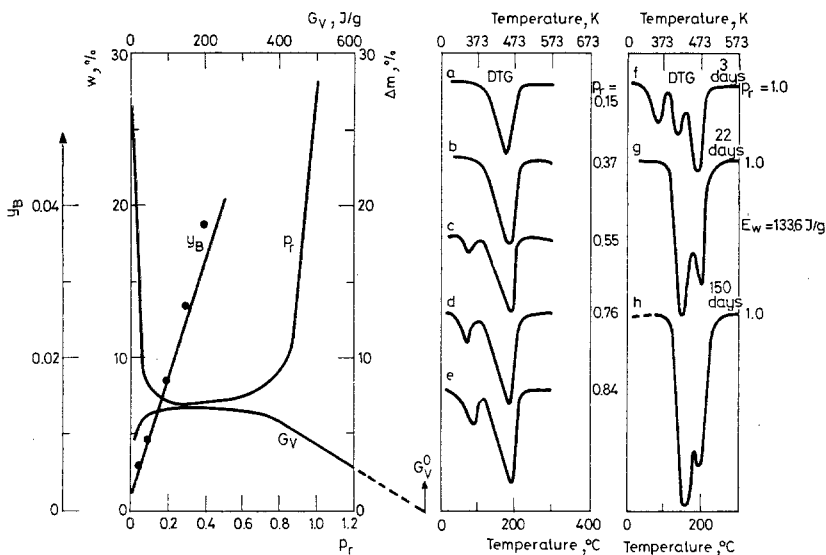 G_V, J/g
0 200 400 600
w, %
30
20
10
0
Δm, %
30
20
10
0
y_B
0.04
0.02
0
y_B
p_r
G_V
G_V^0
0 0.2 0.4 0.6 0.8 1.0 1.2
p_r
Temperature, K
0 373 473 573 673
DTG
p_r =
a 0.15
b 0.37
c 0.55
d 0.76
e 0.84
0 200 400
Temperature, °C
Temperature, K
0 373 473 573
DTG
f 3 days p_r = 1.0
g 22 days 1.0
E_w = 133.6 J/g
h 150 days 1.0
0 200
Temperature, °C